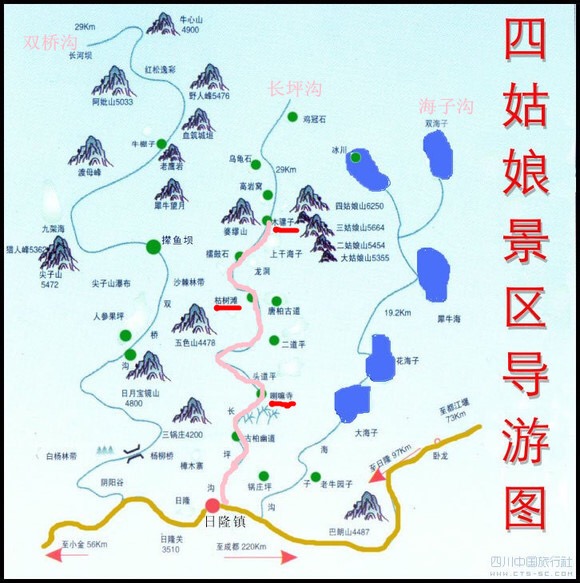 四姑娘景区导游图
双桥沟
29Km
长河坝
牛心山
4900
红松逸彩
阿妣山5033
野人峰5476
血筑城垣
牛棚子
老鹰岩
渡母峰
犀牛望月
九架海
猎人峰5362
尖子山
5472
撵鱼坝
尖子山瀑布
沙棘林带
人参果坪
双
桥
沟
五色山4478
日月宝镜山
4800
三锅庄4200
白杨林带
杨柳桥
樟木寨
阴阳谷
长坪沟
鸡冠石
乌龟石
29Km
高岩窝
婆缪山
木骡子
擂鼓石
上干海子
龙洞
枯树滩
唐柏古道
二道平
头道平
喇嘛寺
古柏幽道
长
坪
沟
锅庄坪
海子沟
双海子
冰川
四姑娘山6250
三姑娘山5664
二姑娘山5454
大姑娘山5355
19.2Km
犀牛海
花海子
大海子
海
子
沟
老牛园子
至都江堰
73Km
卧龙
至日隆 97Km
巴朗山4487
日隆
日隆镇
日隆关
3510
至小金 56Km
至成都 220Km
四川中国旅行社
WWW.CTS-SC.COM